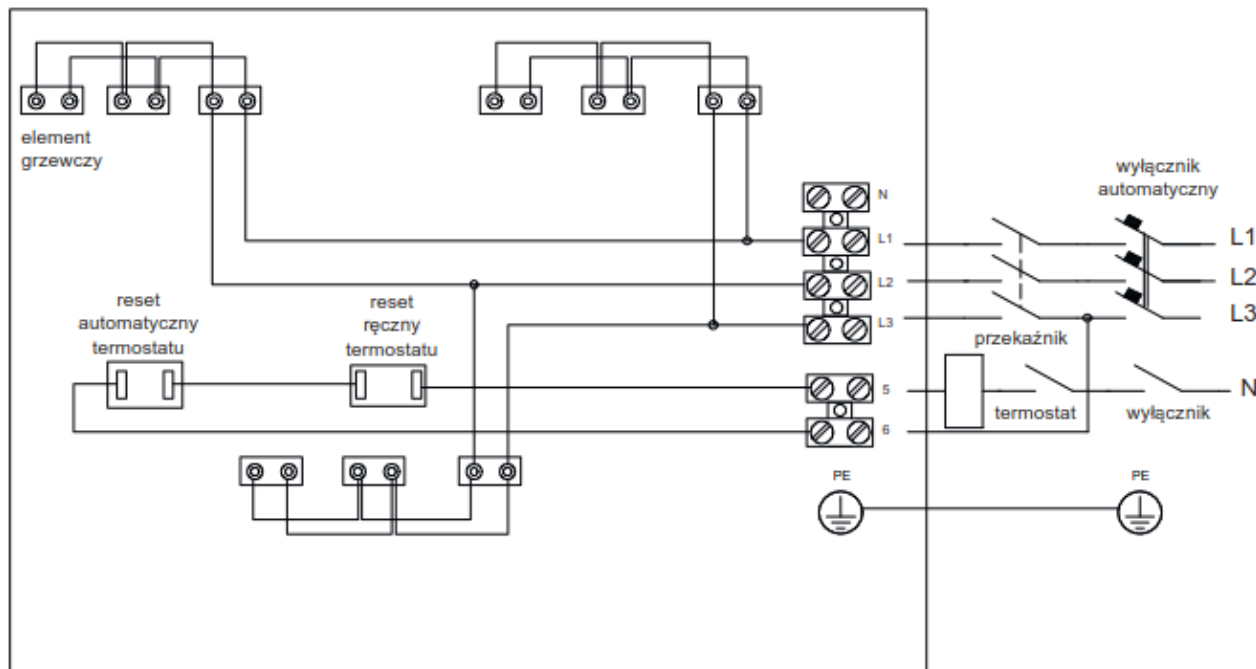 element
grzewczy
wyłącznik
automatyczny
N
L1
L1
L2
L2
L3
L3
reset
automatyczny
termostatu
reset
ręczny
termostatu
przekaźnik
5
N
termostat
wyłącznik
6
PE
PE